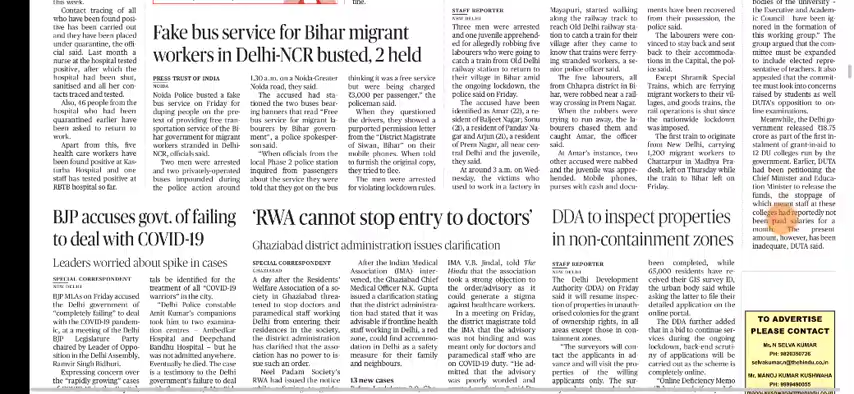 this week.
Contact tracing of all
who have been found posi-
tive has been carried out
and they have been placed
under quarantine, the offi-
cial said. Last month a
nurse at the hospital tested
positive, after which the
hospital had been shut,
sanitised and all her con-
tacts traced and tested.
Also, 46 people from the
hospital who had been
quarantined earlier have
been asked to return to
work.
Apart from this, five
health care workers have
been found positive at Kas-
turba Hospital and one
staff has tested positive at
RBTB hospital so far.
Fake bus service for Bihar migrant
workers in Delhi-NCR busted, 2 held
PRESS TRUST OF INDIA
NOIDA
Noida Police busted a fake
bus service on Friday for
duping people on the pre-
text of providing free tran-
sportation service of the Bi-
har government for migrant
workers stranded in Delhi-
NCR, officials said.
Two men were arrested
and two privately-operated
buses impounded during
the police action around
1.30 a.m. on a Noida-Greater
Noida road, they said.
The accused had sta-
tioned the two buses bear-
ing banners that read "Free
bus service for migrant la-
bourers by Bihar govern-
ment", a police spokesper-
son said.
"When officials from the
local Phase 2 police station
inquired from passengers
about the service they were
told that they got on the bus
thinking it was a free service
but were being charged
₹3,000 per passenger," the
policeman said.
When they questioned
the drivers, they showed a
purported permission letter
from the "District Magistrate
of Siwan, Bihar" on their
mobile phones. When told
to furnish the original copy,
they tried to flee.
The men were arrested
for violating lockdown rules.
STAFF REPORTER
NEW DELHI
Three men were arrested
and one juvenile apprehend-
ed for allegedly robbing five
labourers who were going to
catch a train from Old Delhi
railway station to return to
their village in Bihar amid
the ongoing lockdown, the
police said on Friday.
The accused have been
identified as Amar (22), a re-
sident of Baljeet Nagar; Sonu
(20), a resident of Pandav Na-
gar and Arjun (21), a resident
of Prem Nagar, all near cen-
tral Delhi and the juvenile,
they said.
At around 3 a.m. on Wed-
nesday, the victims who
used to work in a factory in
Mayapuri, started walking
along the railway track to
reach Old Delhi railway sta-
tion to catch a train for their
village after they came to
know that trains were ferry-
ing stranded workers, a se-
nior police officer said.
The five labourers, all
from Chhapra district in Bi-
har, were robbed near a rail-
way crossing in Prem Nagar.
When the robbers were
trying to run away, the la-
bourers chased them and
caught Amar, the officer
said.
At Amar's instance, two
other accused were nabbed
and the juvenile was appre-
hended. Mobile phones,
purses with cash and docu-
ments have been recovered
from their possession, the
police said.
The labourers were con-
vinced to stay back and sent
back to their accommoda-
tions in the Capital, the pol-
ice said.
Except Shramik Special
Trains, which are ferrying
migrant workers to their vil-
lages, and goods trains, the
rail operations is shut since
the nationwide lockdown
was imposed.
The first train to originate
from New Delhi, carrying
1,200 migrant workers to
Chattarpur in Madhya Pra-
desh, left on Thursday while
the train to Bihar left on
Friday.
bodies of the university -
the Executive and Academ-
ic Council have been ig-
nored in the formation of
this working group." The
group argued that the com-
mittee must be expanded
to include elected repre-
sentative of teachers. It also
appealed that the commit-
tee must look into concerns
raised by students as well
DUTA's opposition to on-
line examinations.
Meanwhile, the Delhi go-
vernment released ₹18.75
crore as part of the first in-
stalment of grant-in-aid to
12 DU colleges run by the
government. Earlier, DUTA
had been petitioning the
Chief Minister and Educa-
tion Minister to release the
funds, the stoppage of
which meant staff at these
colleges had reportedly not
been paid salaries for a
month. The present
amount, however, has been
inadequate, DUTA said.
BJP accuses govt. of failing
to deal with COVID-19
Leaders worried about spike in cases
SPECIAL CORRESPONDENT
NEW DELHI
BJP MLAs on Friday accused
the Delhi government of
"completely failing" to deal
with the COVID-19 pandem-
ic, at a meeting of the Delhi
BJP Legislature Party
chaired by Leader of Oppo-
sition in the Delhi Assembly,
Ramvir Singh Bidhuri.
Expressing concern over
the "rapidly growing" cases
tals be identified for the
treatment of all "COVID-19
warriors" in the city.
"Delhi Police constable
Amit Kumar's companions
took him to two examina-
tion centres - Ambedkar
Hospital and Deepchand
Bandhu Hospital - but he
was not admitted anywhere.
Eventually he died. The case
is a testimony to the Delhi
government's failure to deal
'RWA cannot stop entry to doctors'
Ghaziabad district administration issues clarification
SPECIAL CORRESPONDENT
GHAZIABAD
A day after the Residents'
Welfare Association of a so-
ciety in Ghaziabad threa-
tened to stop doctors and
paramedical staff working
Delhi from entering their
residences in the society,
the district administration
has clarified that the asso-
ciation has no power to is-
sue such an order.
Neel Padam Society's
RWA had issued the notice
After the Indian Medical
Association (IMA) inter-
vened, the Ghaziabad Chief
Medical Officer N.K. Gupta
issued a clarification stating
that the district administra-
tion had stated that it was
advisable if frontline health
staff working in Delhi, a red
zone, could find accommo-
dation in Delhi as a safety
measure for their family
and neighbours.
13 new cases
IMA V.B. Jindal, told The
Hindu that the association
took a strong objection to
the order/advisory as it
could generate a stigma
against healthcare workers.
In a meeting on Friday,
the district magistrate told
the IMA that the advisory
was not binding and was
meant only for doctors and
paramedical staff who are
on COVID-19 duty. "He ad-
mitted that the advisory
was poorly worded and
DDA to inspect properties
in non-containment zones
STAFF REPORTER
NEW DELHI
The Delhi Development
Authority (DDA) on Friday
said it will resume inspec-
tion of properties in unauth-
orised colonies for the grant
of ownership rights, in all
areas except those in con-
tainment zones.
"The surveyors will con-
tact the applicants in ad-
vance and will visit the pro-
perties of the willing
applicants only. The sur-
been completed, while
65,000 residents have re-
ceived their GIS survey ID,
the urban body said while
asking the latter to file their
detailed application on the
online portal.
The DDA further added
that in a bid to continue ser-
vices during the ongoing
lockdown, back-end scruti-
ny of applications will be
carried out as the scheme is
completely online.
"Online Deficiency Memo
TO ADVERTISE
PLEASE CONTACT
Mr. N SELVA KUMAR
PH: 9829350726
selvakumar.n@thehindu.co.in
Mr. MANOJ KUMAR KUSHWAHA
PH: 9999490055